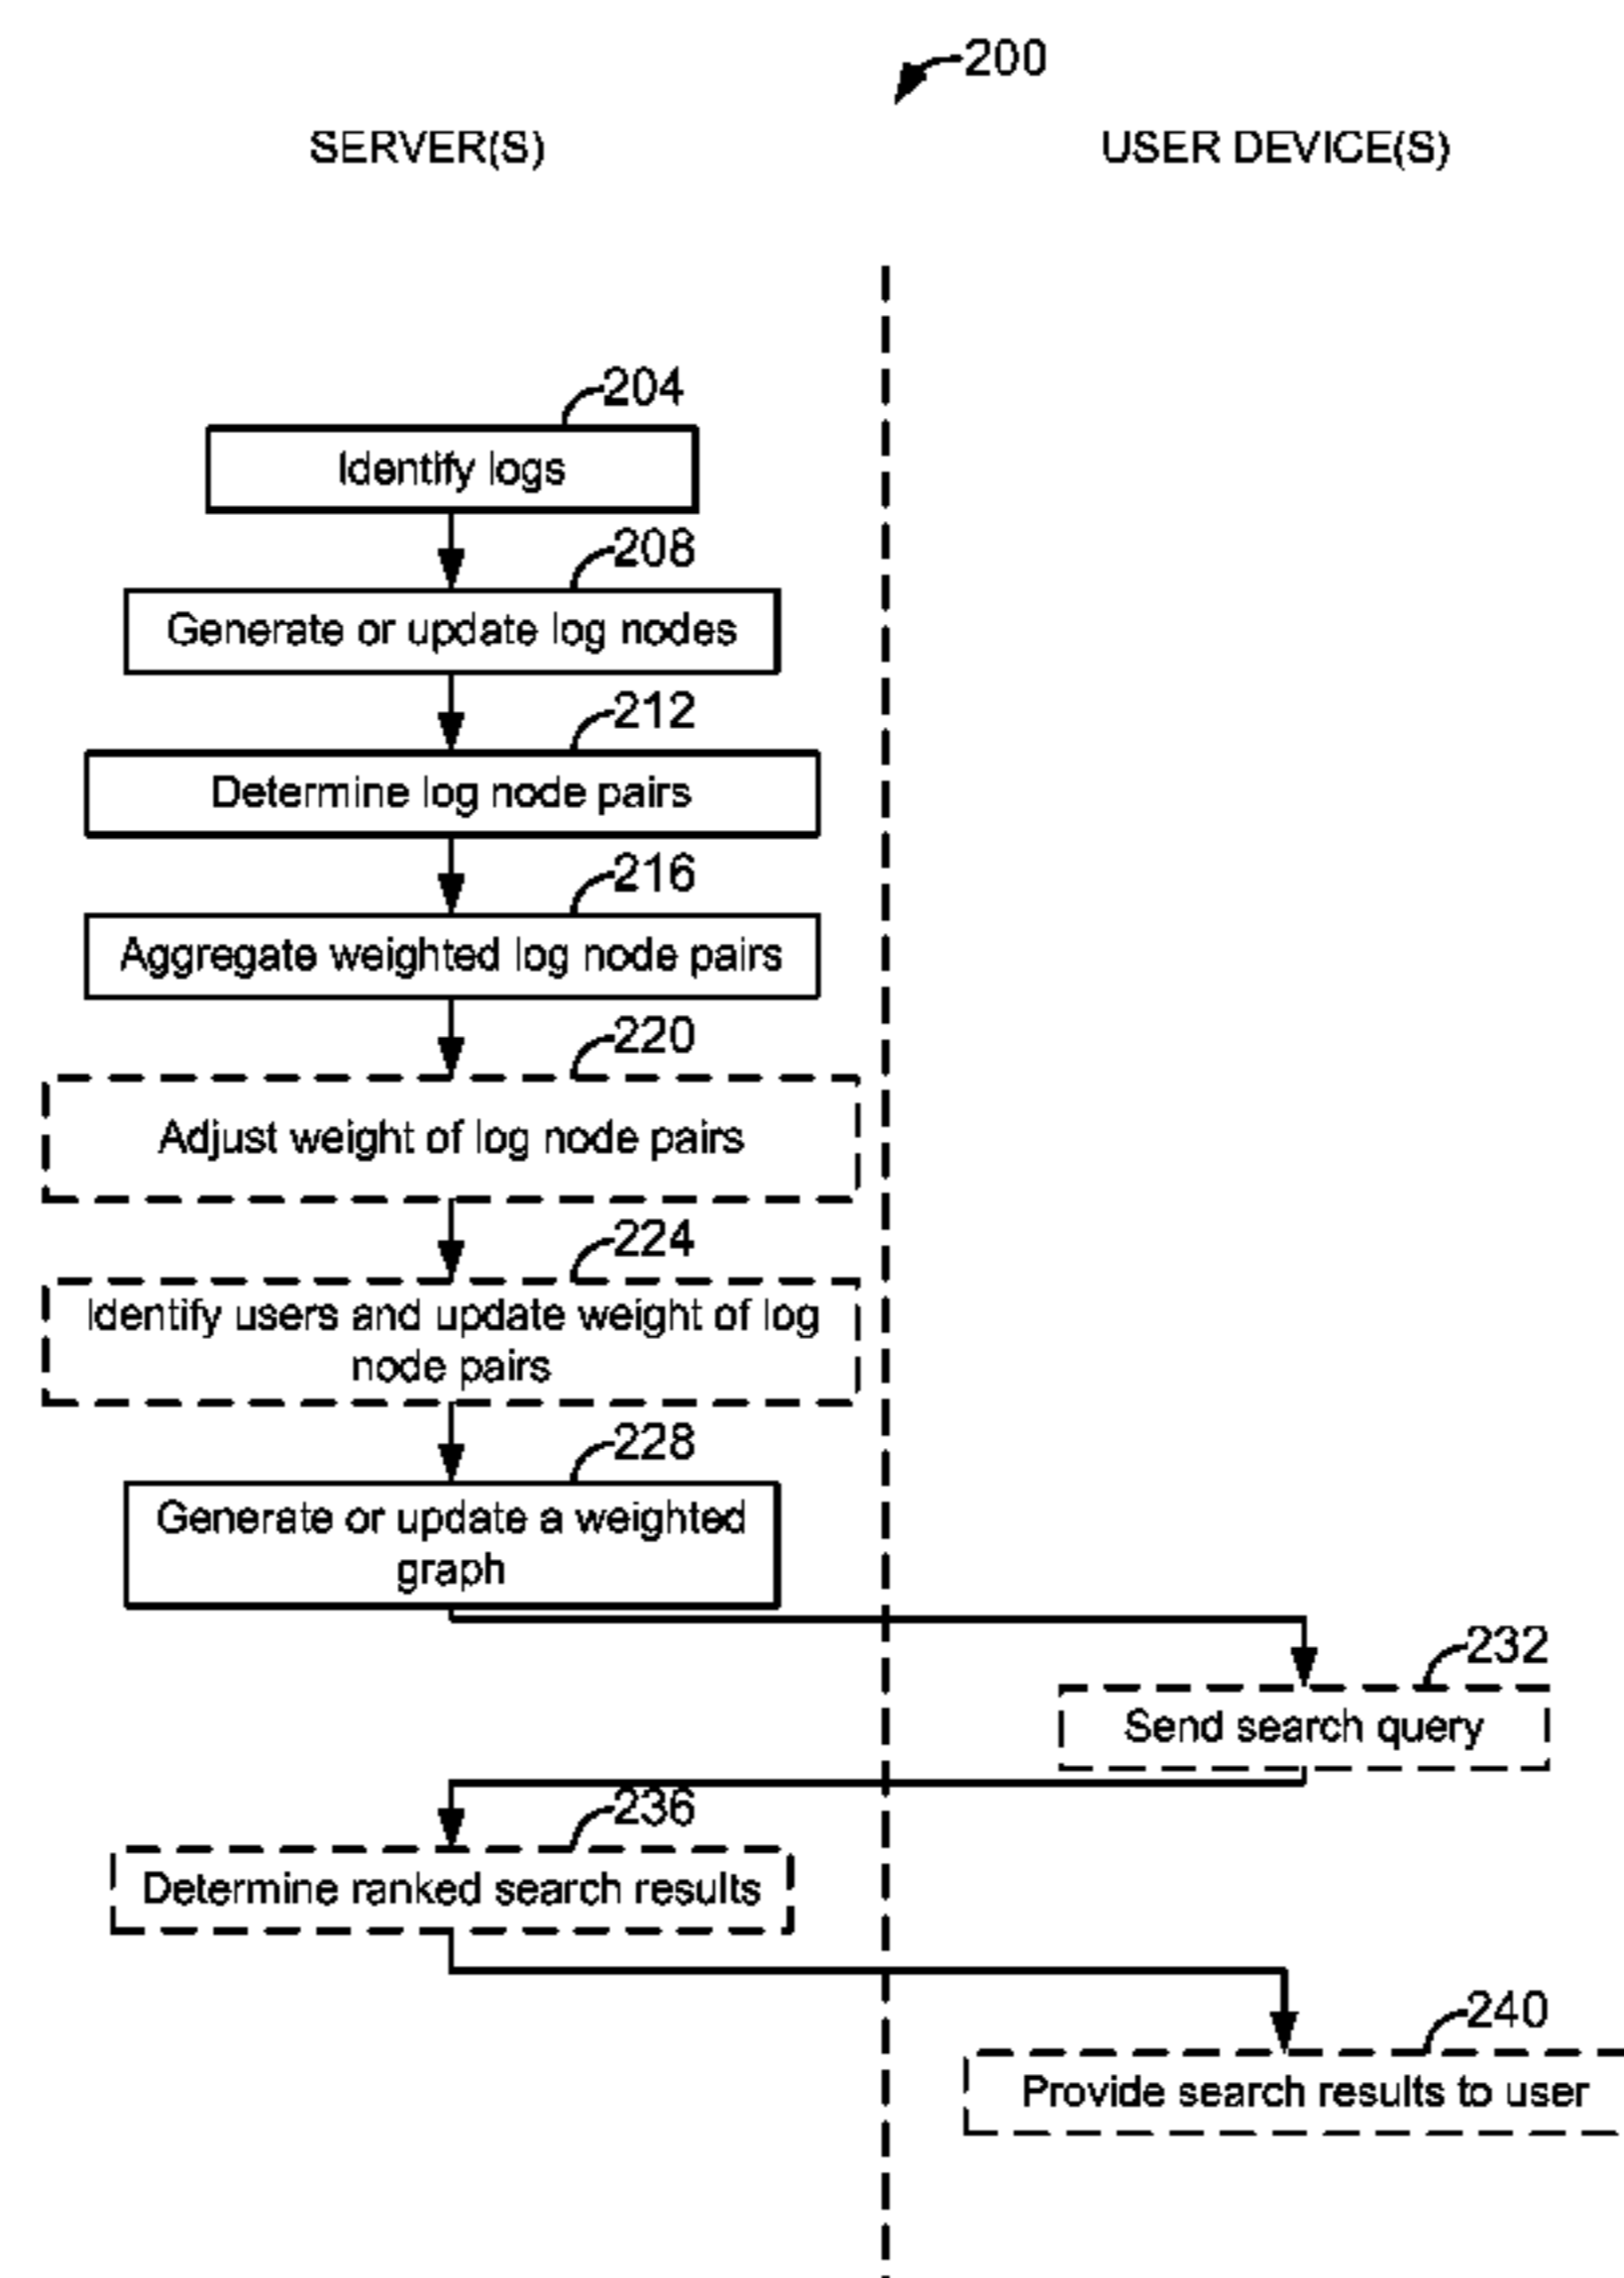 200
SERVER(S)
USER DEVICE(S)
204
Identify logs
208
Generate or update log nodes
212
Determine log node pairs
216
Aggregate weighted log node pairs
220
Adjust weight of log node pairs
224
Identify users and update weight of log
node pairs
228
Generate or update a weighted
graph
232
Send search query
236
Determine ranked search results
240
Provide search results to user